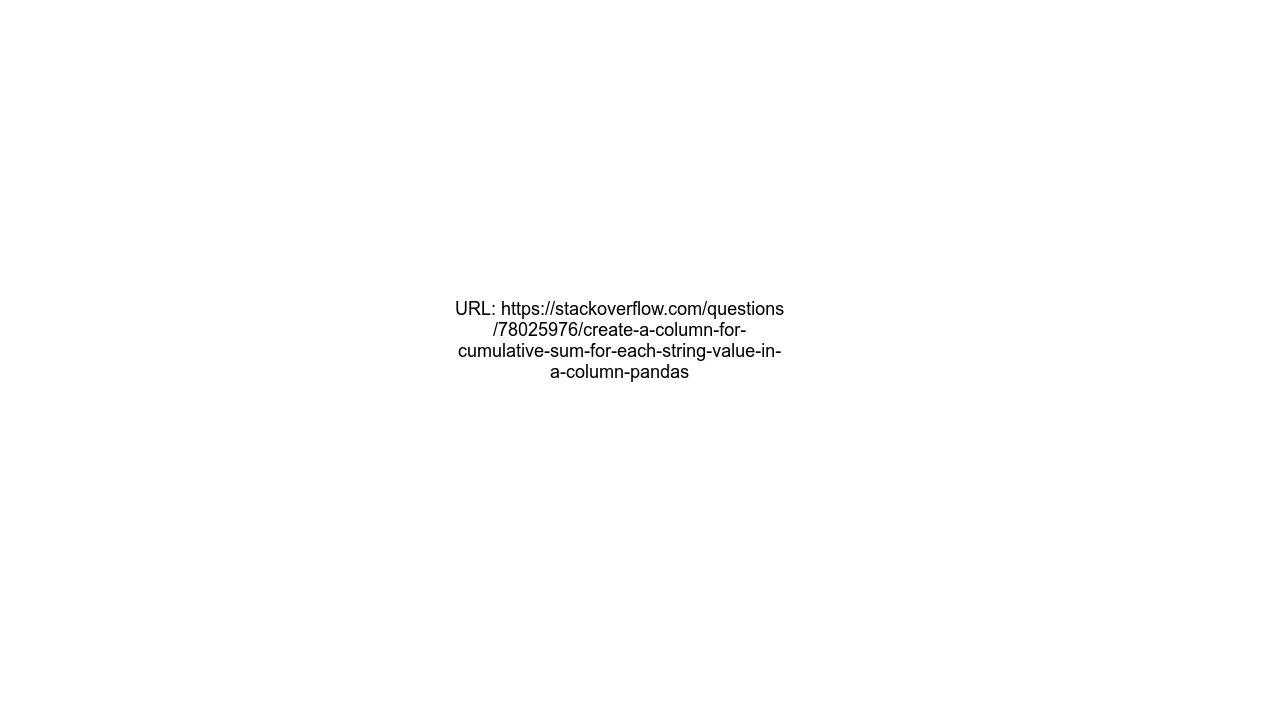 URL: https://stackoverflow.com/questions
/78025976/create-a-column-for-
cumulative-sum-for-each-string-value-in-
a-column-pandas